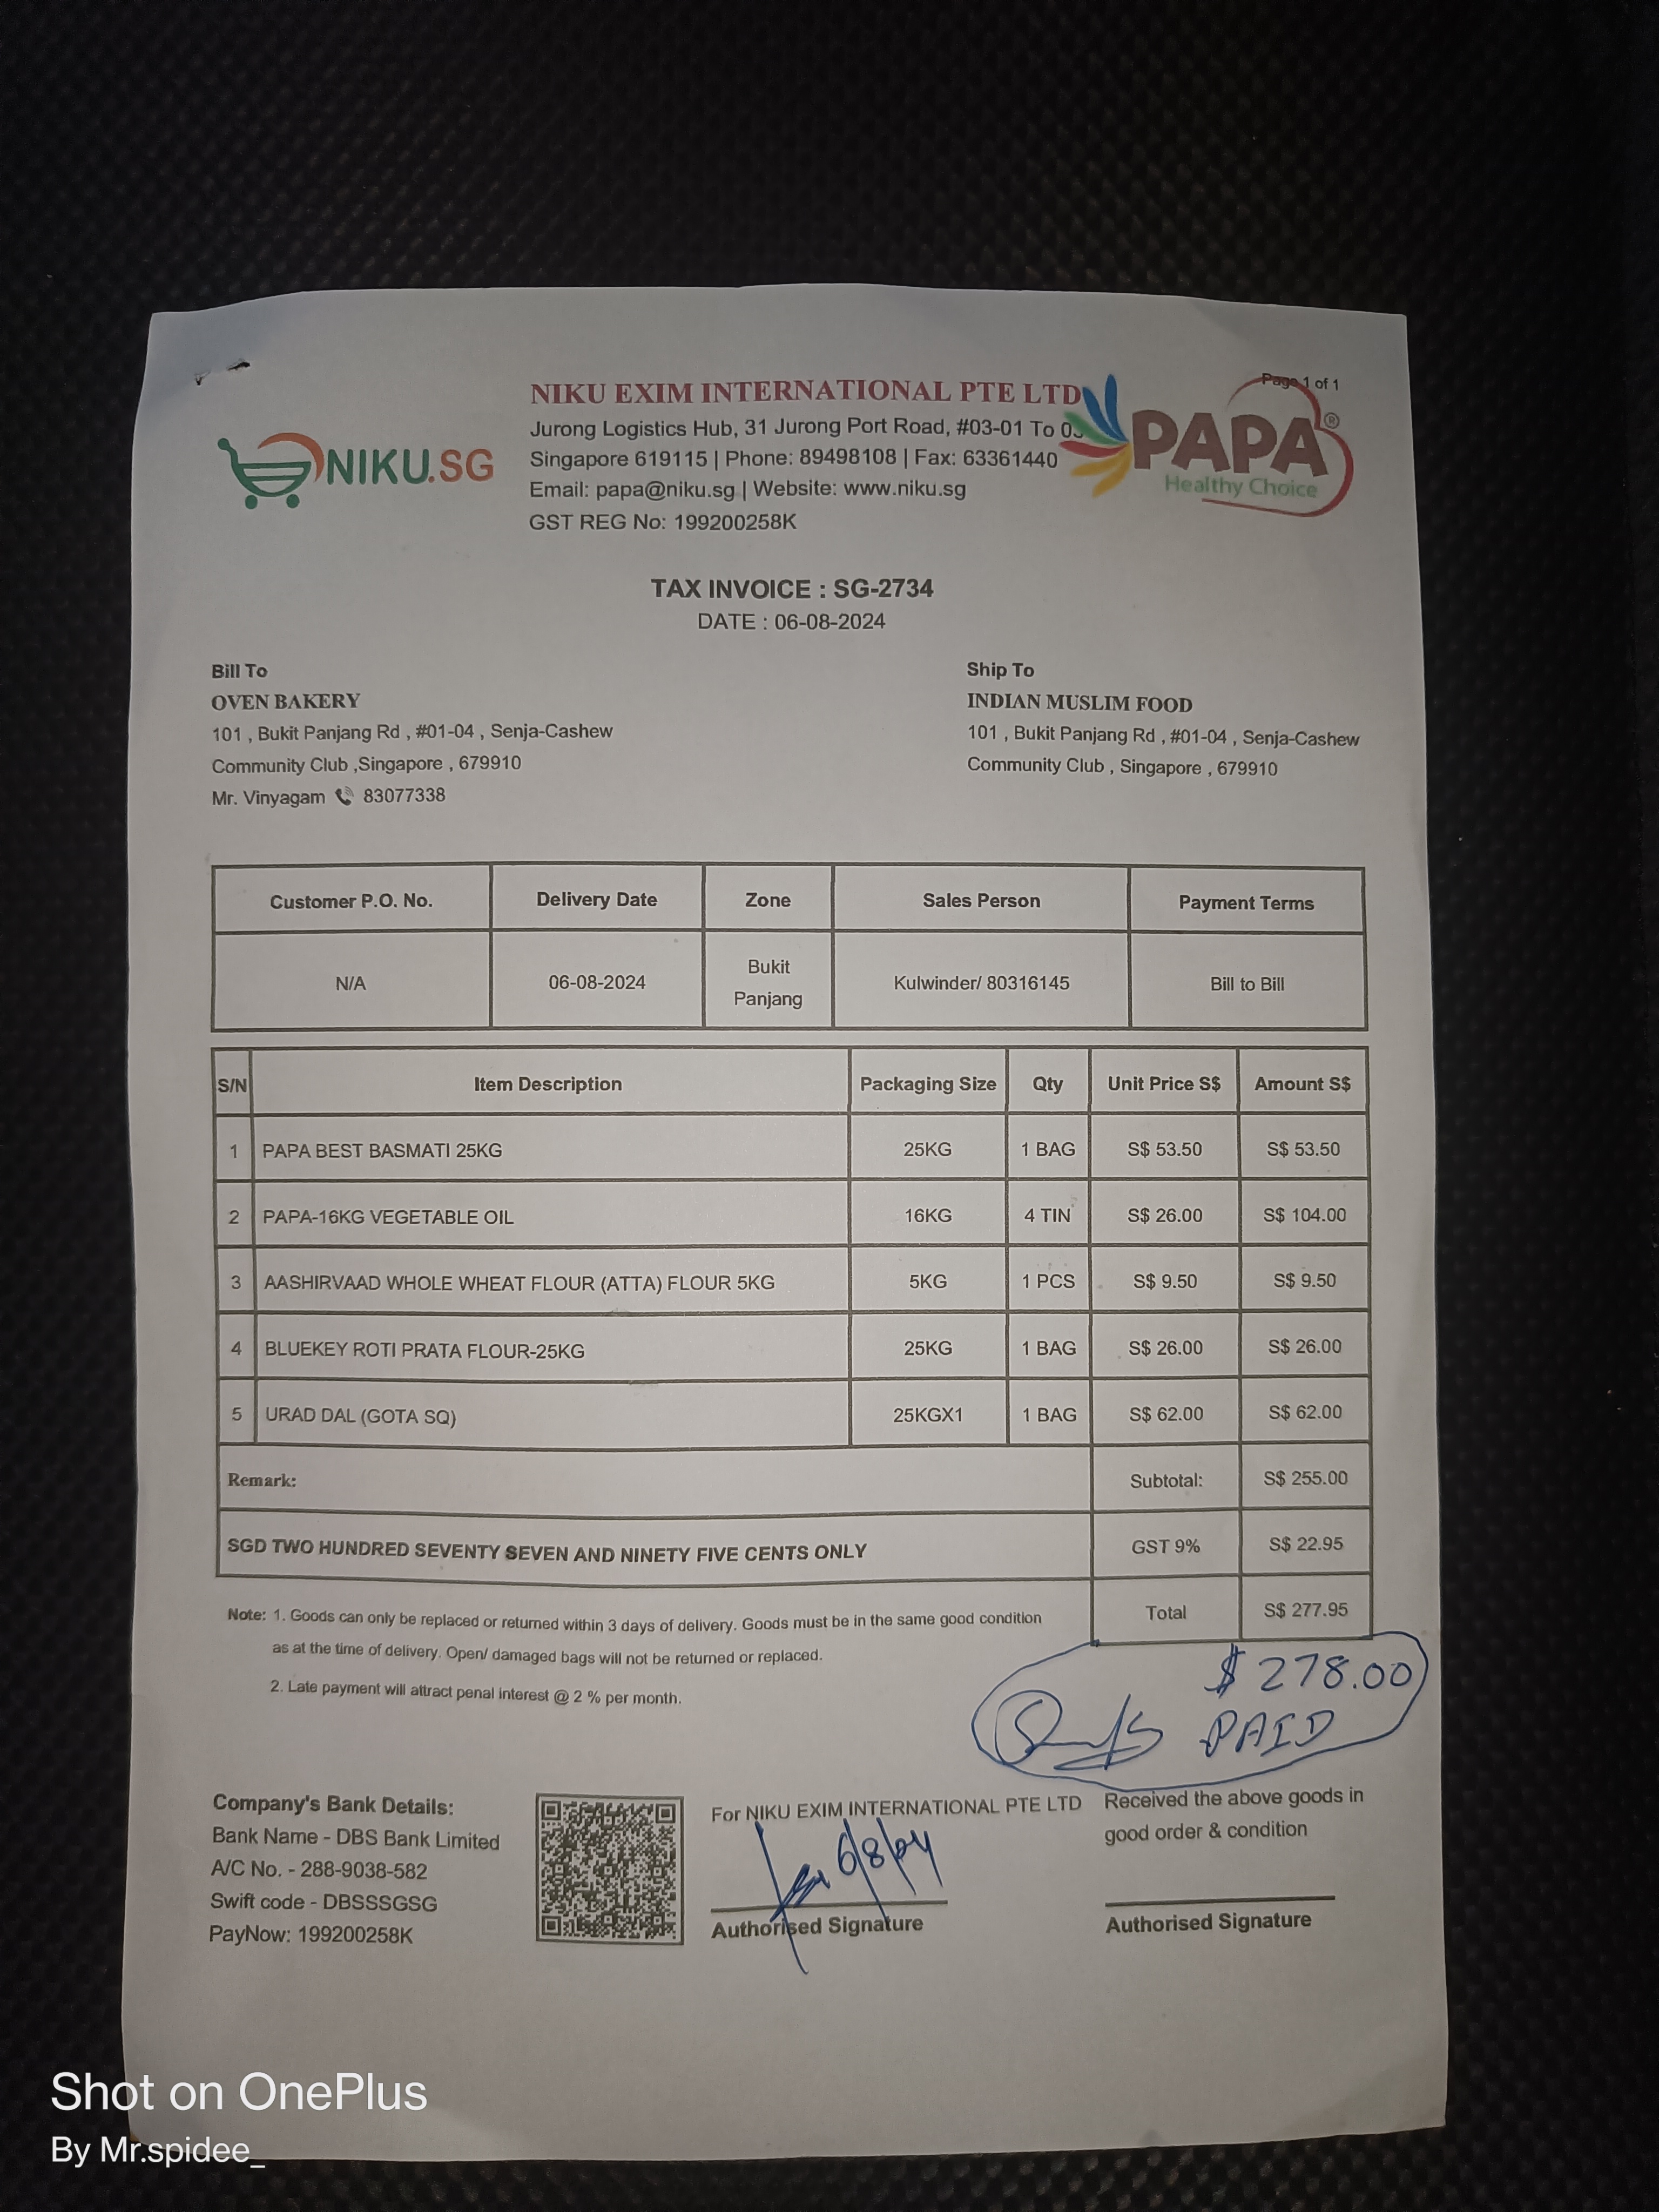 Page 1 of 1
NIKU.SG
NIKU EXIM INTERNATIONAL PTE LTD
Jurong Logistics Hub, 31 Jurong Port Road, #03-01 To
Singapore 619115 | Phone: 89498108 | Fax: 63361440
Email: papa@niku.sg | Website: www.niku.sg
GST REG No: 199200258K
PAPA®
Healthy Choice
TAX INVOICE : SG-2734
DATE : 06-08-2024
Bill To
OVEN BAKERY
101 , Bukit Panjang Rd , #01-04 , Senja-Cashew
Community Club ,Singapore , 679910
Mr. Vinyagam 83077338
Ship To
INDIAN MUSLIM FOOD
101 , Bukit Panjang Rd , #01-04 , Senja-Cashew
Community Club , Singapore , 679910
Customer P.O. No. Delivery Date Zone Sales Person Payment Terms
N/A 06-08-2024 Bukit Panjang Kulwinder/ 80316145 Bill to Bill
S/N Item Description Packaging Size Qty Unit Price S$ Amount S$
1 PAPA BEST BASMATI 25KG 25KG 1 BAG S$ 53.50 S$ 53.50
2 PAPA-16KG VEGETABLE OIL 16KG 4 TIN S$ 26.00 S$ 104.00
3 AASHIRVAAD WHOLE WHEAT FLOUR (ATTA) FLOUR 5KG 5KG 1 PCS S$ 9.50 S$ 9.50
4 BLUEKEY ROTI PRATA FLOUR-25KG 25KG 1 BAG S$ 26.00 S$ 26.00
5 URAD DAL (GOTA SQ) 25KGX1 1 BAG S$ 62.00 S$ 62.00
Remark: Subtotal: S$ 255.00
SGD TWO HUNDRED SEVENTY SEVEN AND NINETY FIVE CENTS ONLY GST 9% S$ 22.95
Total S$ 277.95
Note: 1. Goods can only be replaced or returned within 3 days of delivery. Goods must be in the same good condition
as at the time of delivery. Open/ damaged bags will not be returned or replaced.
2. Late payment will attract penal interest @ 2 % per month.
$ 278.00
PAID
Company's Bank Details:
Bank Name - DBS Bank Limited
A/C No. - 288-9038-582
Swift code - DBSSSGSG
PayNow: 199200258K
For NIKU EXIM INTERNATIONAL PTE LTD
6/8/24
Authorised Signature
Received the above goods in
good order & condition
Authorised Signature
Shot on OnePlus
By Mr.spidee_